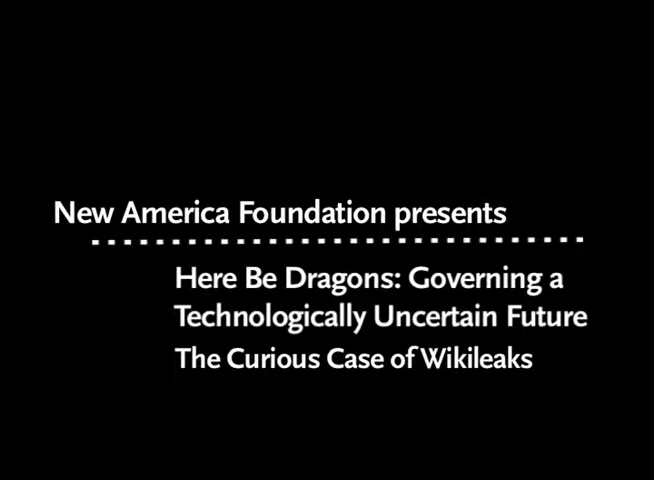 New America Foundation presents
Here Be Dragons: Governing a
Technologically Uncertain Future
The Curious Case of Wikileaks